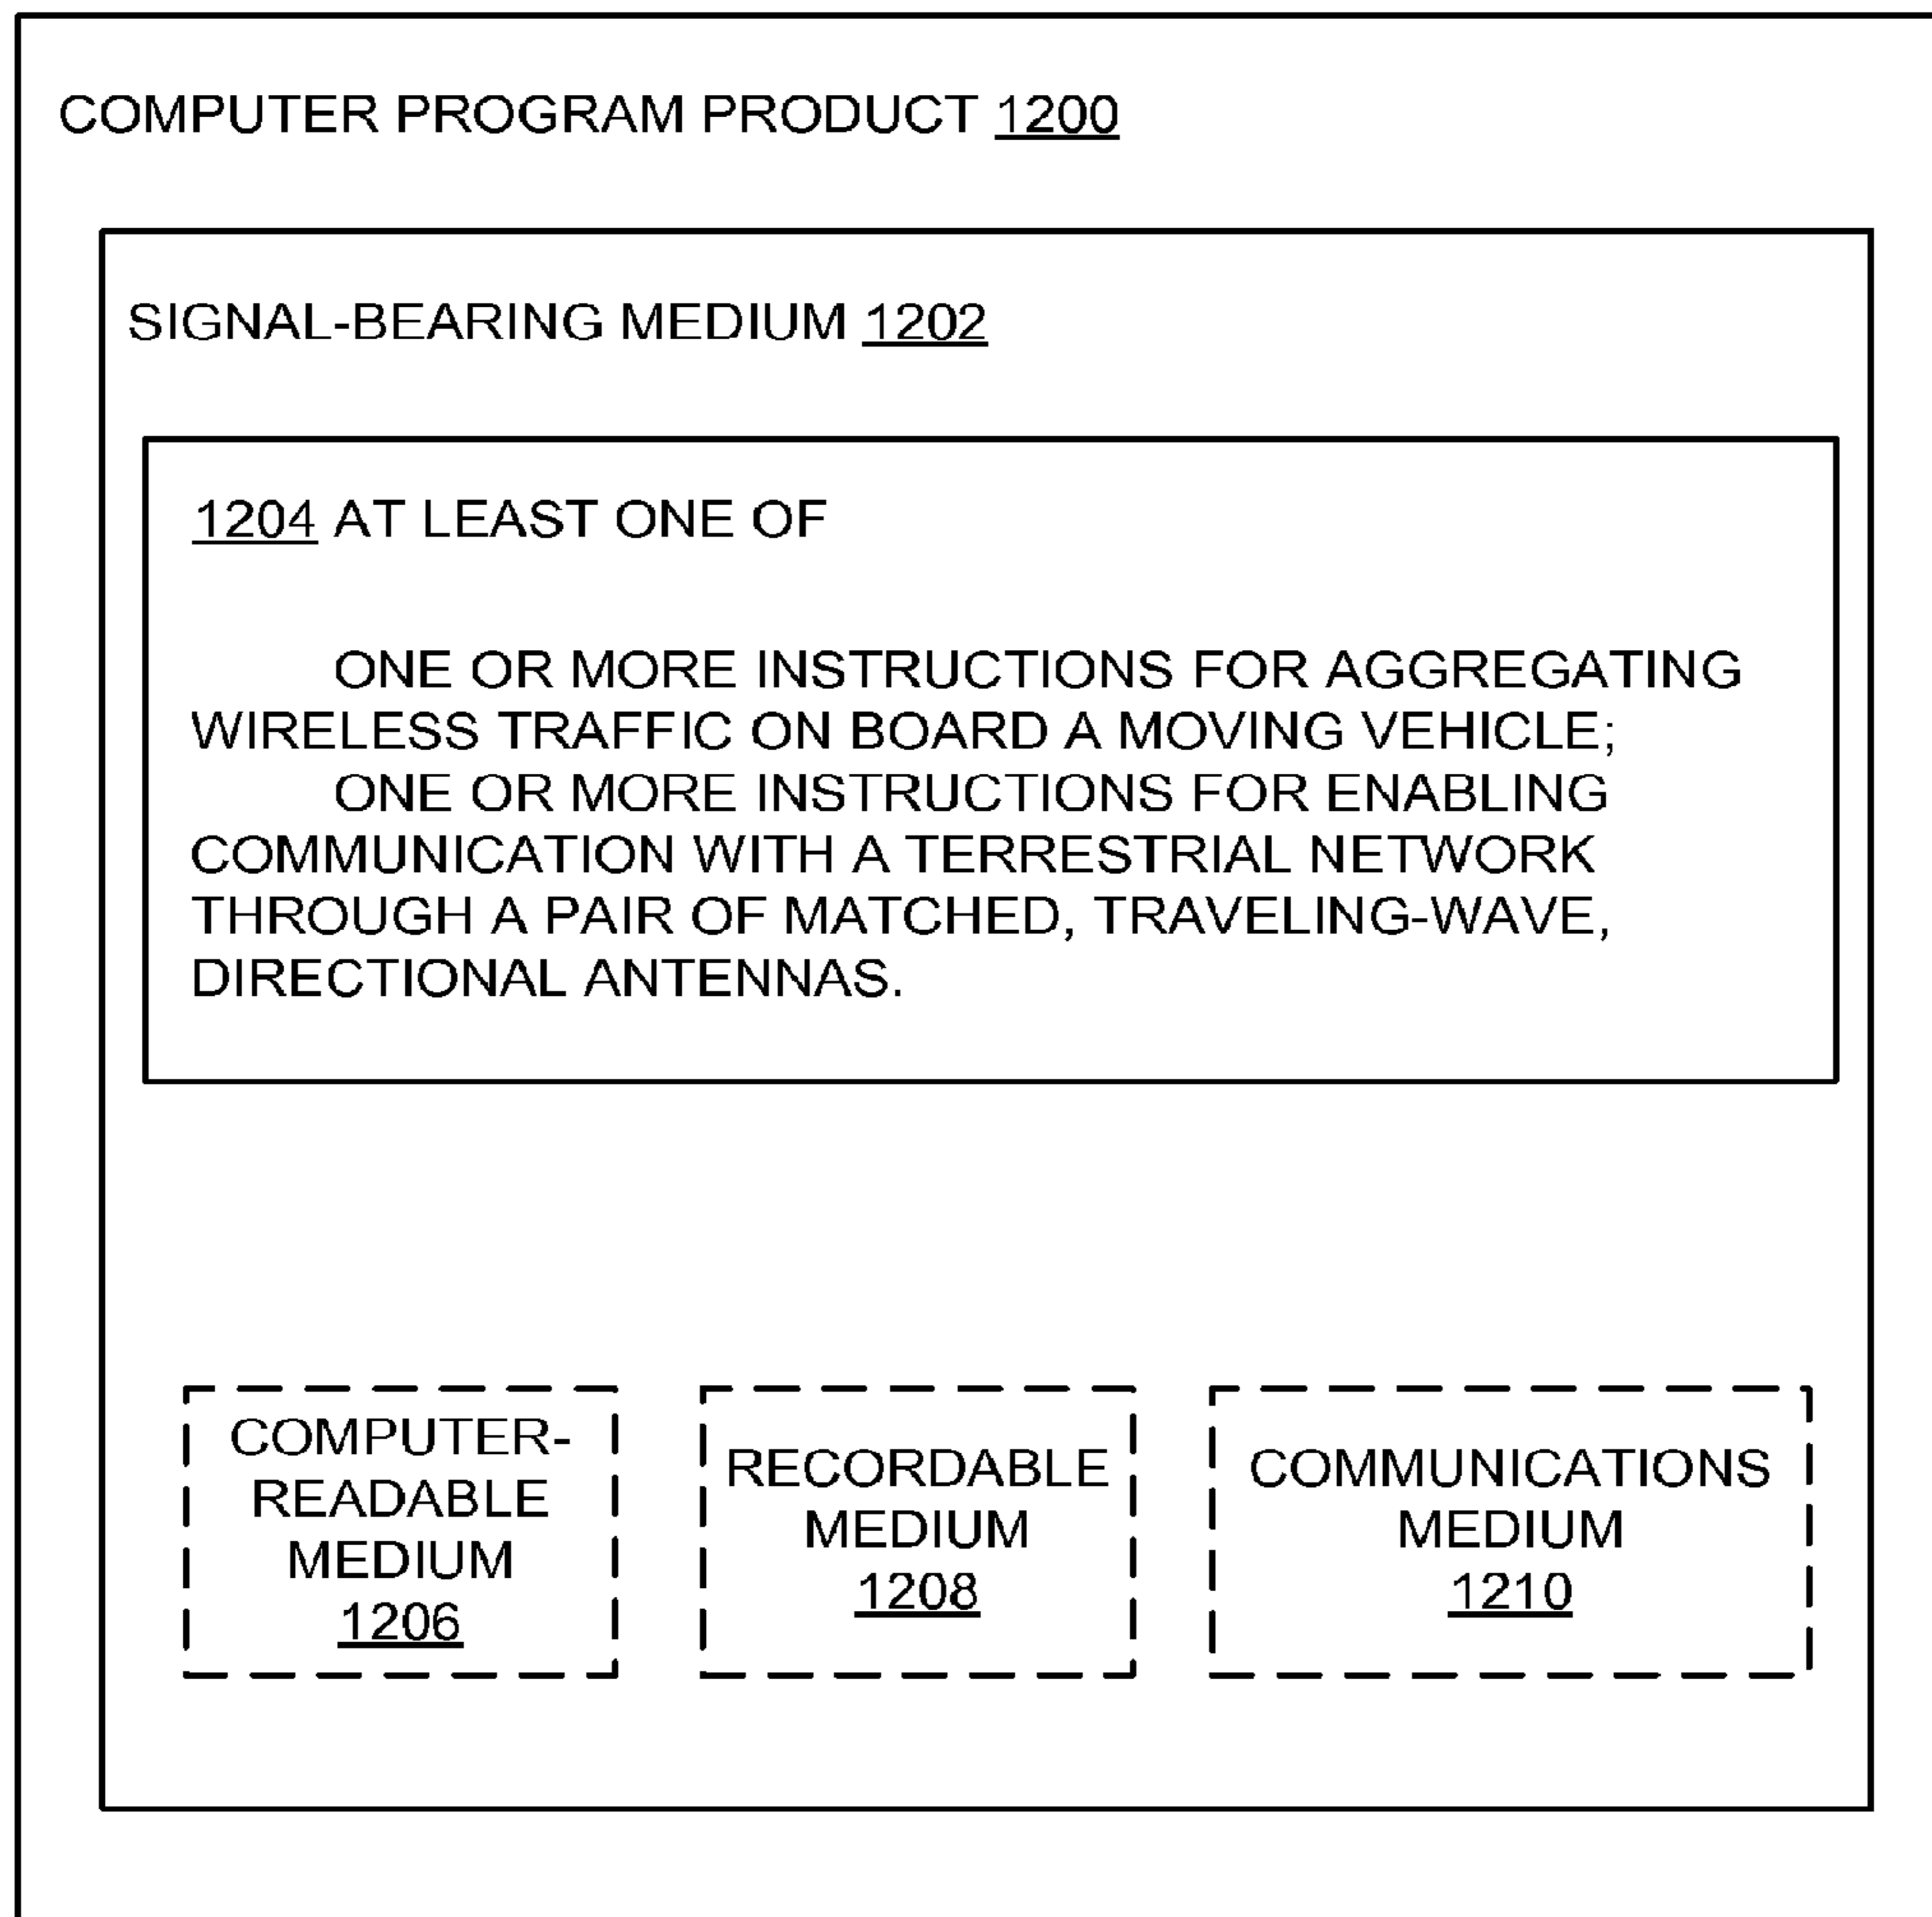 COMPUTER PROGRAM PRODUCT 1200
SIGNAL-BEARING MEDIUM 1202
1204 AT LEAST ONE OF
ONE OR MORE INSTRUCTIONS FOR AGGREGATING
WIRELESS TRAFFIC ON BOARD A MOVING VEHICLE;
ONE OR MORE INSTRUCTIONS FOR ENABLING
COMMUNICATION WITH A TERRESTRIAL NETWORK
THROUGH A PAIR OF MATCHED, TRAVELING-WAVE,
DIRECTIONAL ANTENNAS.
COMPUTER-
READABLE
MEDIUM
1206
RECORDABLE
MEDIUM
1208
COMMUNICATIONS
MEDIUM
1210